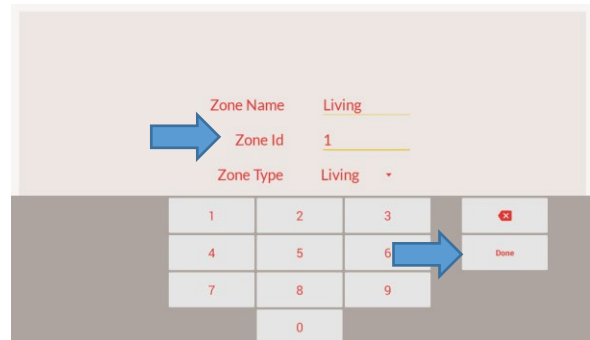 Zone Name Living
Zone Id 1
Zone Type Living
1 2 3
4 5 6 Done
7 8 9
0